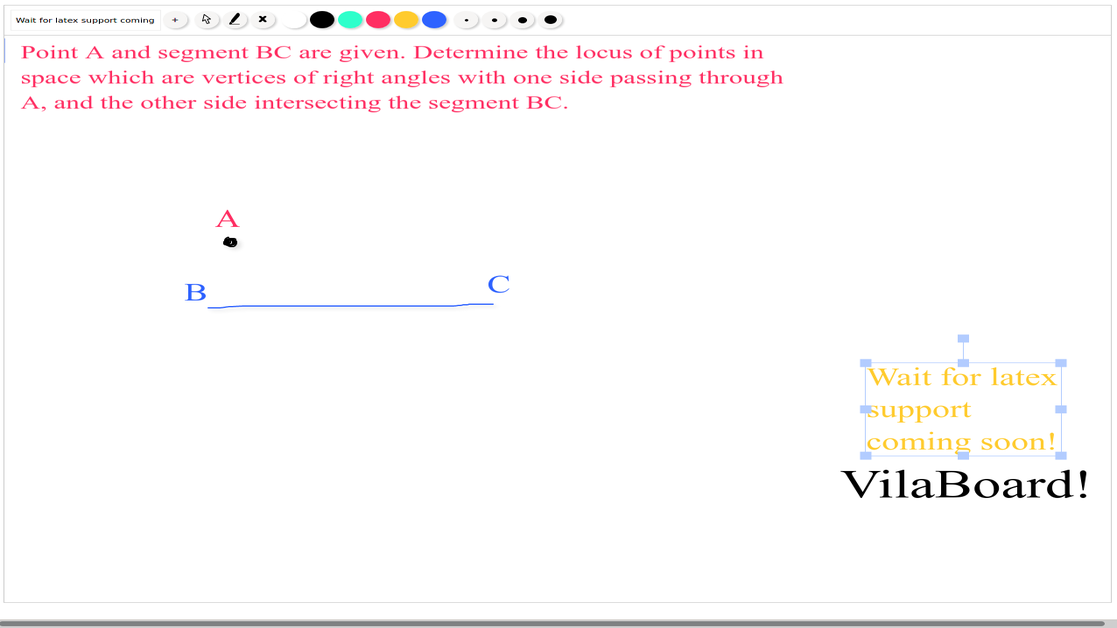 Wait for latex support coming
Point A and segment BC are given. Determine the locus of points in
space which are vertices of right angles with one side passing through
A, and the other side intersecting the segment BC.
A
B
C
Wait for latex
support
coming soon!
VilaBoard!